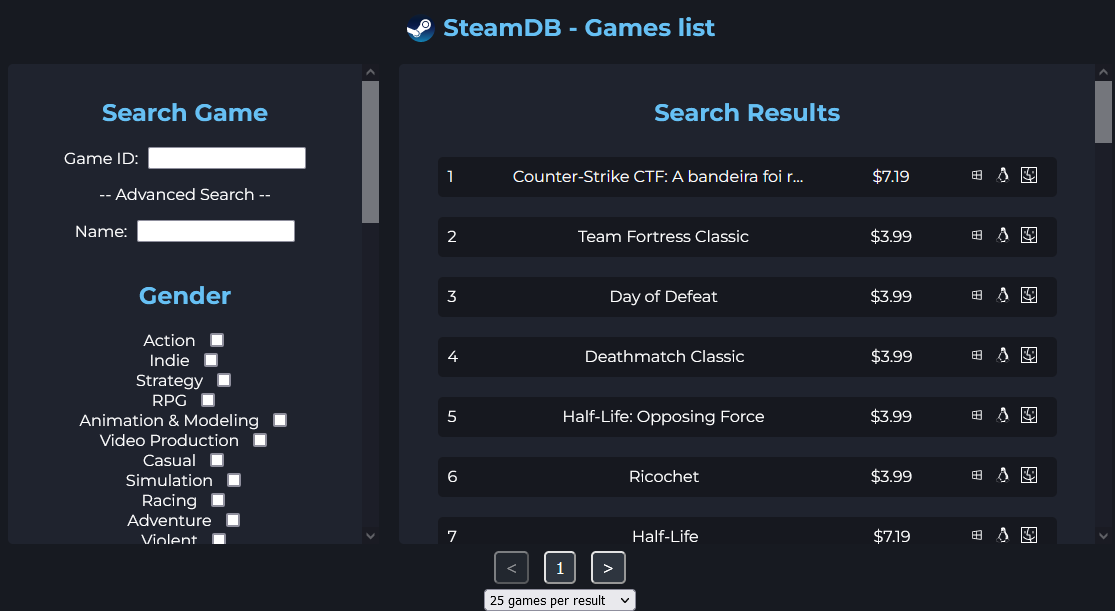 SteamDB - Games list
Search Game
Game ID:
-- Advanced Search --
Name:
Gender
Action
Indie
Strategy
RPG
Animation & Modeling
Video Production
Casual
Simulation
Racing
Adventure
Violent
Search Results
1 Counter-Strike CTF: A bandeira foi r... $7.19
2 Team Fortress Classic $3.99
3 Day of Defeat $3.99
4 Deathmatch Classic $3.99
5 Half-Life: Opposing Force $3.99
6 Ricochet $3.99
7 Half-Life $7.19
< 1 >
25 games per result